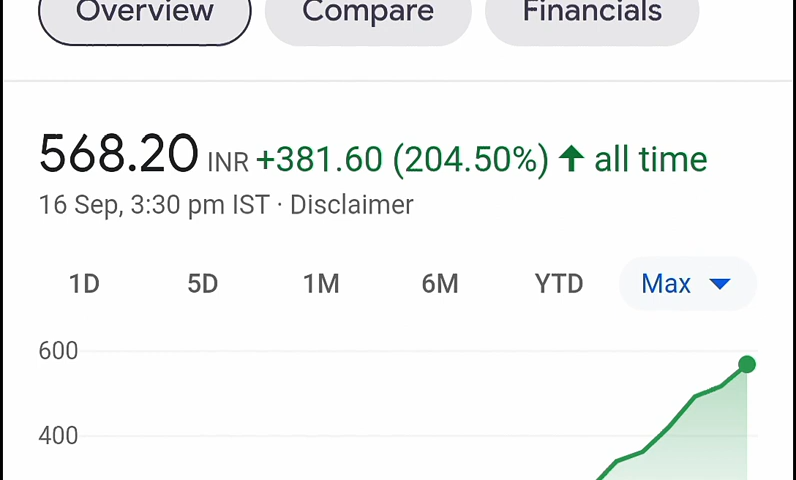 Overview Compare Financials
568.20 INR +381.60 (204.50%) ↑ all time
16 Sep, 3:30 pm IST · Disclaimer
1D 5D 1M 6M YTD Max
600
400